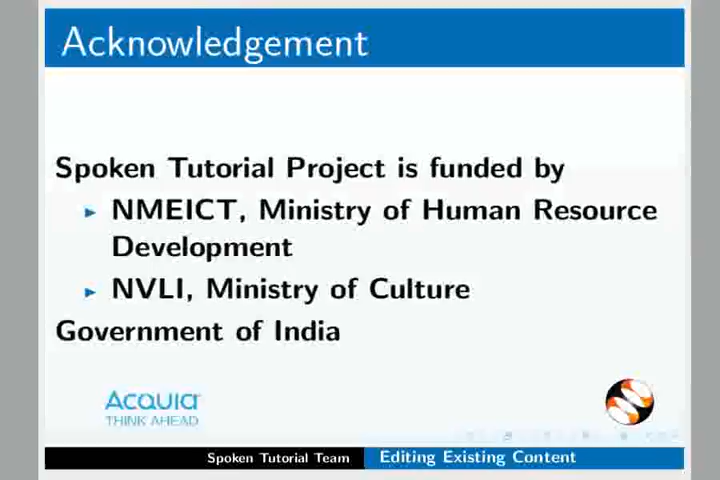 Acknowledgement
Spoken Tutorial Project is funded by
NMEICT, Ministry of Human Resource
Development
NVLI, Ministry of Culture
Government of India
Acquia
THINK AHEAD
Spoken Tutorial Team
Editing Existing Content